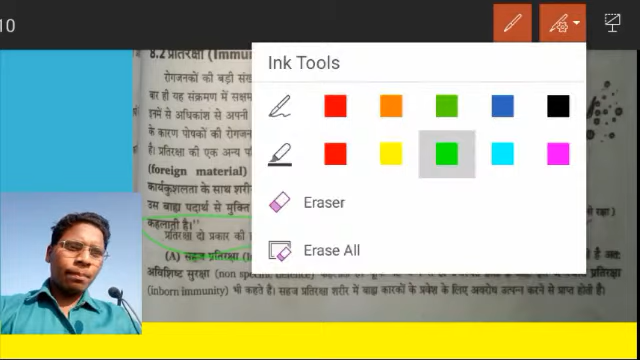 10
8.2 प्रतिरक्षा (Immun
Ink Tools
रोगजनकों की बड़ी संख
बार ही यह संक्रमण में सक्षम
इनमें से अधिकांश से अपनी
के कारण पोषकों की रोगजन
है। प्रतिरक्षा की एक अन्य प
(foreign material)
कार्यकुशलता के साथ शरी
उस बाह्य पदार्थ से मुक्ति
कहलाती है।"
Eraser
प्रतिरक्षा दो प्रकार की
Erase All
(A) सहज प्रतिरक्षा
है अतः
अविशिष्ट सुरक्षा (non specific
प्रतिरक्षा
(inborn immunity) भी कहते है। सहज प्रतिरक्षा शरीर में बाह्य कारकों के प्रवेश के लिए अवरोध उत्पन्न करने से प्राप्त होती है।